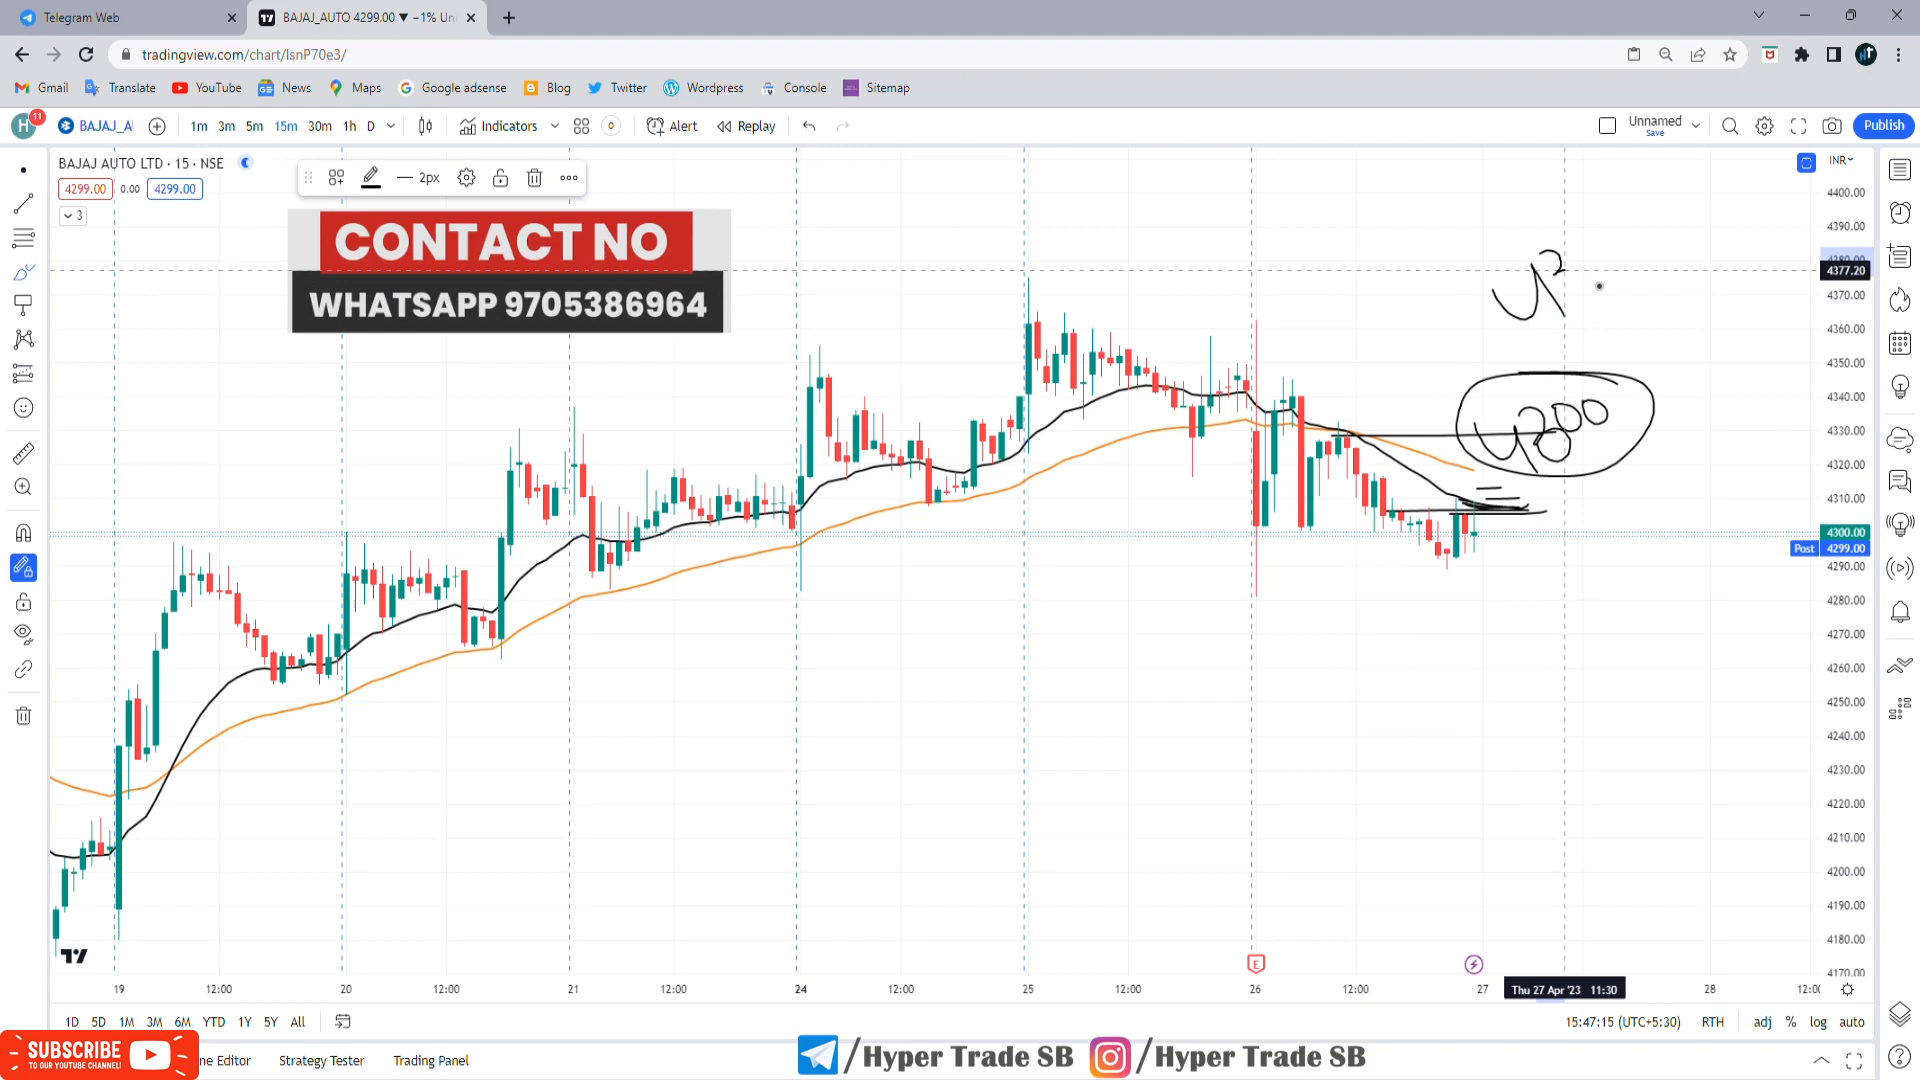 Telegram Web
BAJAJ_AUTO 4299.00 ▼ −1% Un
tradingview.com/chart/lsnP70e3/
Gmail Translate YouTube News Maps Google adsense Blog Twitter Wordpress Console Sitemap
H 11 BAJAJ_AI 1m 3m 5m 15m 30m 1h D Indicators Alert Replay Unnamed Save Publish
BAJAJ AUTO LTD · 15 · NSE
4299.00 0.00 4299.00
2px
3
CONTACT NO
WHATSAPP 9705386964
INR
4400.00
4390.00
4377.20
4370.00
4360.00
4350.00
4340.00
4330.00
4320.00
4310.00
4300.00
Post 4299.00
4290.00
4280.00
4270.00
4260.00
4250.00
4240.00
4230.00
4220.00
4210.00
4200.00
4190.00
4180.00
4170.00
E
19 12:00 20 12:00 21 12:00 24 12:00 25 12:00 26 12:00 27 Thu 27 Apr '23 11:30 28
1D 5D 1M 3M 6M YTD 1Y 5Y All 15:47:15 (UTC+5:30) RTH adj % log auto
SUBSCRIBE
TO OUR YOUTUBE CHANNEL!
ne Editor Strategy Tester Trading Panel
/Hyper Trade SB /Hyper Trade SB